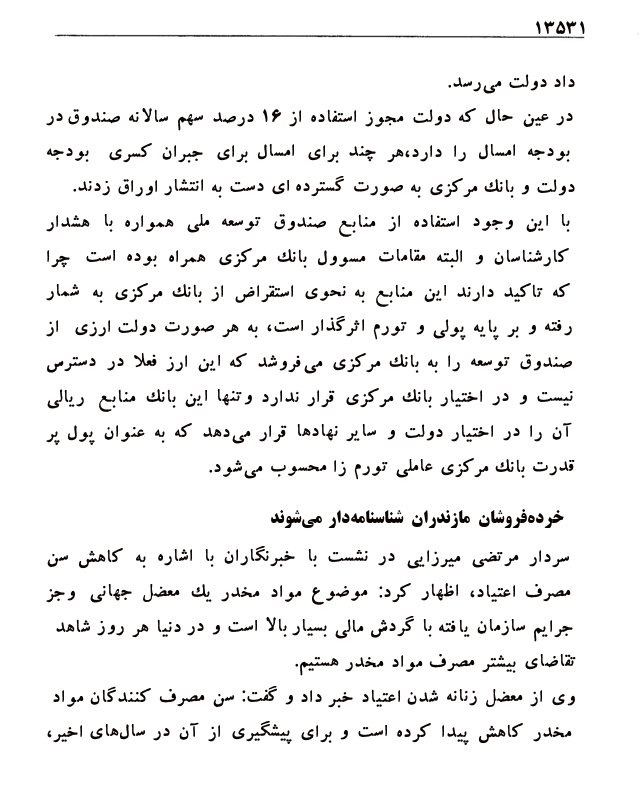 ۱۳۵۳۱
داد دولت می‌رسد.
در عین حال که دولت مجوز استفاده از ۱۶ درصد سهم سالانه صندوق در
بودجه امسال را دارد،هر چند برای امسال برای جبران کسری بودجه
دولت و بانک مرکزی به صورت گسترده ای دست به انتشار اوراق زدند.
با این وجود استفاده از منابع صندوق توسعه ملی همواره با هشدار
کارشناسان و البته مقامات مسوول بانک مرکزی همراه بوده است چرا
که تاکید دارند این منابع به نحوی استقراض از بانک مرکزی به شمار
رفته و بر پایه پولی و تورم اثرگذار است، به هر صورت دولت ارزی از
صندوق توسعه را به بانک مرکزی می‌فروشد که این ارز فعلا در دسترس
نیست و در اختیار بانک مرکزی قرار ندارد وتنها این بانک منابع ریالی
آن را در اختیار دولت و سایر نهادها قرار می‌دهد که به عنوان پول پر
قدرت بانک مرکزی عاملی تورم زا محسوب می‌شود.
خرده‌فروشان مازندران شناسنامه‌دار می‌شوند
سردار مرتضی میرزایی در نشست با خبرنگاران با اشاره به کاهش سن
مصرف اعتیاد، اظهار کرد: موضوع مواد مخدر یک معضل جهانی وجز
جرایم سازمان یافته با گردش مالی بسیار بالا است و در دنیا هر روز شاهد
تقاضای بیشتر مصرف مواد مخدر هستیم.
وی از معضل زنانه شدن اعتیاد خبر داد و گفت: سن مصرف کنندگان مواد
مخدر کاهش پیدا کرده است و برای پیشگیری از آن در سال‌های اخیر،